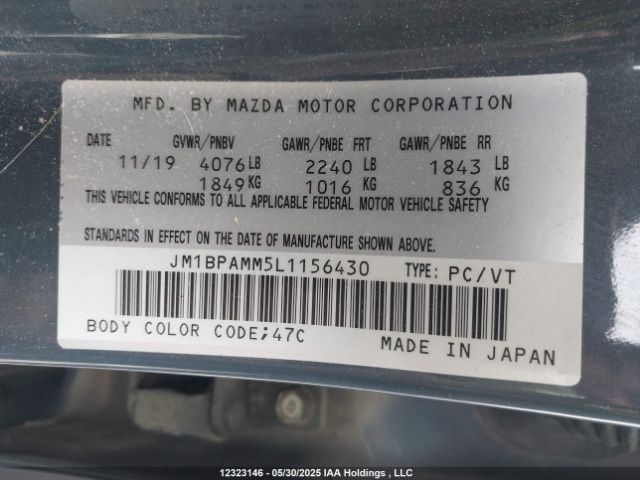 MFD. BY MAZDA MOTOR CORPORATION
DATE GVWR/PNBV GAWR/PNBE FRT GAWR/PNBE RR
11/19 4076 LB 2240 LB 1843 LB
1849 KG 1016 KG 836 KG
THIS VEHICLE CONFORMS TO ALL APPLICABLE FEDERAL MOTOR VEHICLE SAFETY
STANDARDS IN EFFECT ON THE DATE OF MANUFACTURE SHOWN ABOVE.
JM1BPAMM5L1156430 TYPE: PC/VT
BODY COLOR CODE;47C
MADE IN JAPAN
12323146 - 05/30/2025 IAA Holdings , LLC